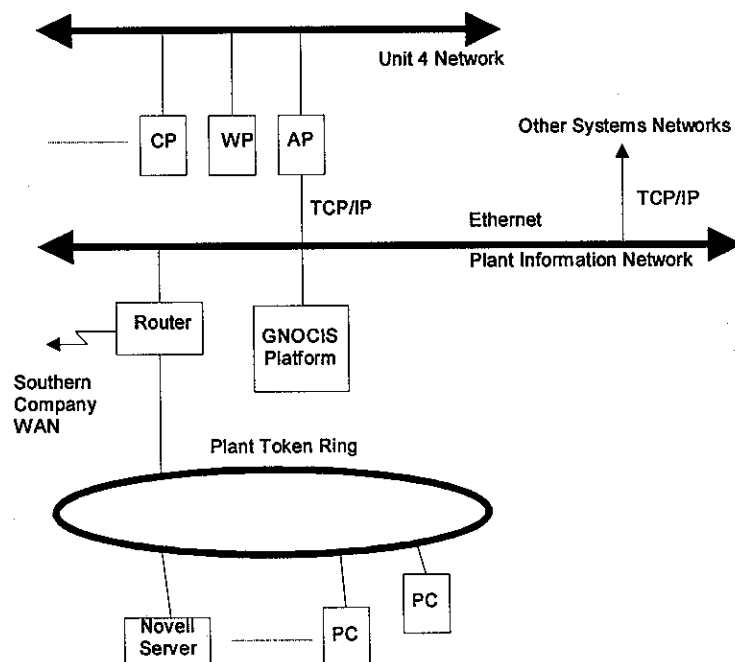 Unit 4 Network
CP
WP
AP
Other Systems Networks
TCP/IP
TCP/IP
Ethernet
Plant Information Network
Router
GNOCIS
Platform
Southern
Company
WAN
Plant Token Ring
PC
Novell
Server
PC